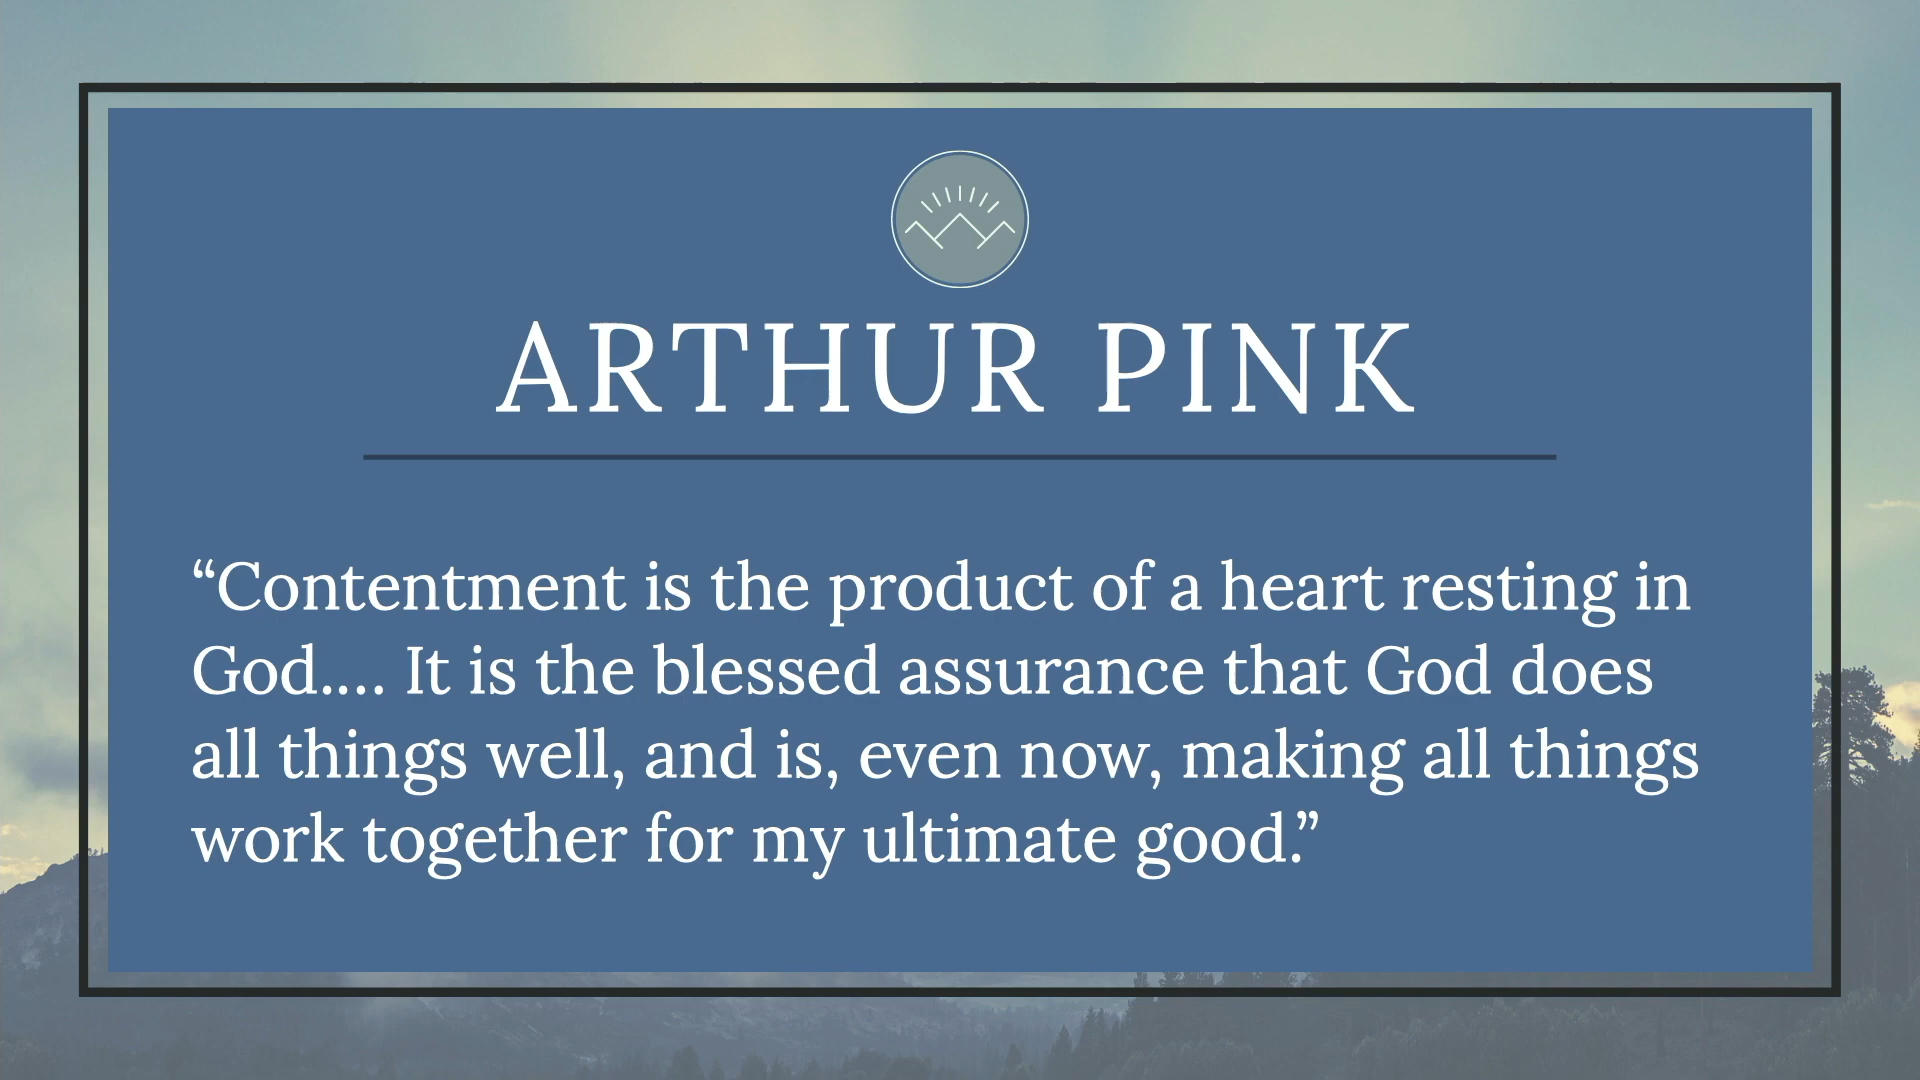 ARTHUR PINK
“Contentment is the product of a heart resting in
God.... It is the blessed assurance that God does
all things well, and is, even now, making all things
work together for my ultimate good.”